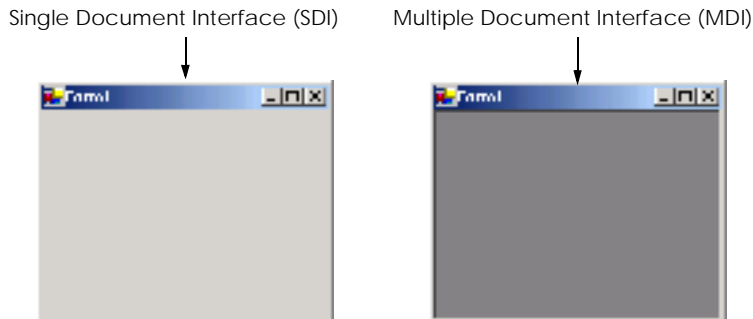 Single Document Interface (SDI)
Multiple Document Interface (MDI)
Form1
Form1